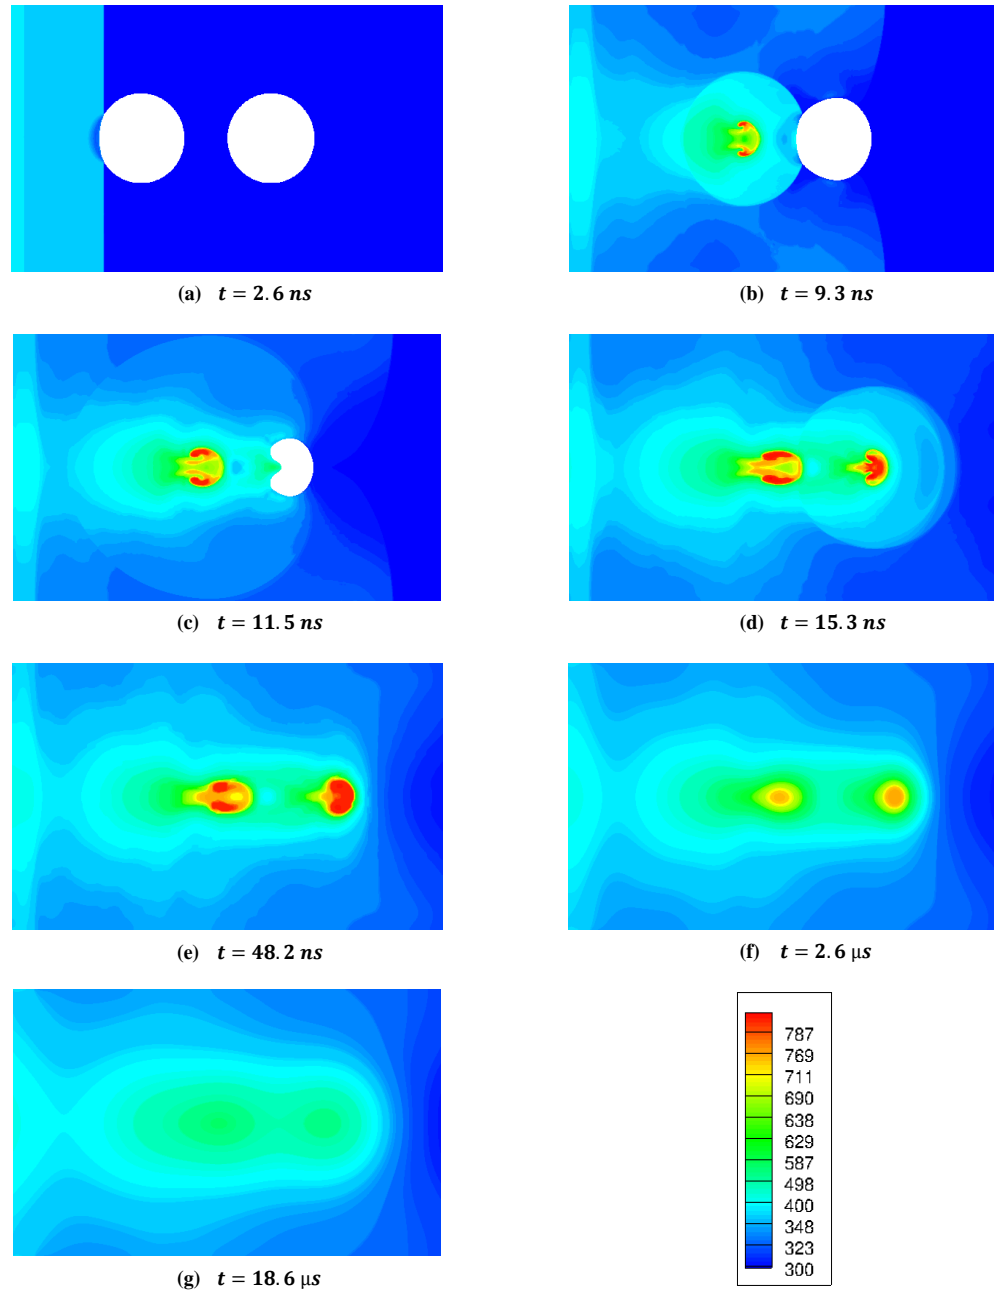 (a) t = 2.6 ns
(b) t = 9.3 ns
(c) t = 11.5 ns
(d) t = 15.3 ns
(e) t = 48.2 ns
(f) t = 2.6 μs
(g) t = 18.6 μs
787
769
711
690
638
629
587
498
400
348
323
300